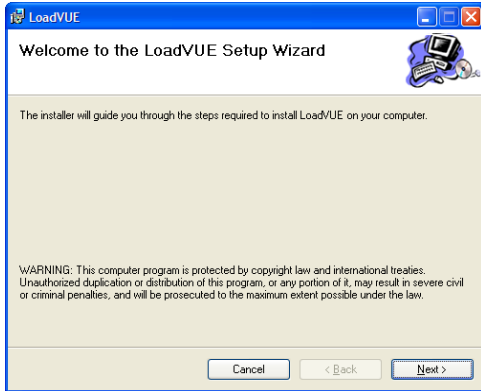 LoadVUE
Welcome to the LoadVUE Setup Wizard
The installer will guide you through the steps required to install LoadVUE on your computer.
WARNING: This computer program is protected by copyright law and international treaties.
Unauthorized duplication or distribution of this program, or any portion of it, may result in severe civil
or criminal penalties, and will be prosecuted to the maximum extent possible under the law.
Cancel
< Back
Next >